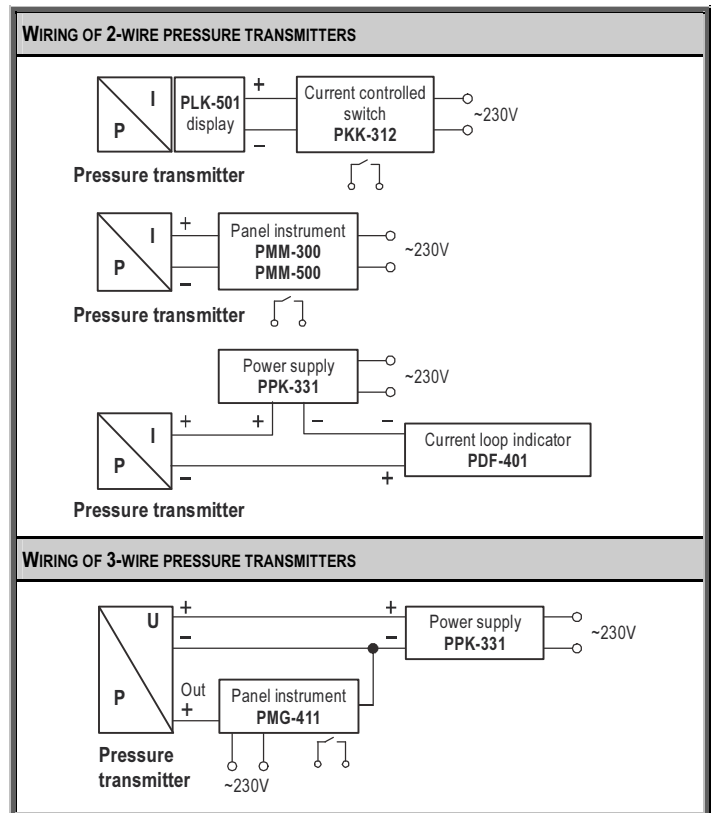 WIRING OF 2-WIRE PRESSURE TRANSMITTERS
I
P
PLK-501
display
+
−
Current controlled
switch
PKK-312
~230V
Pressure transmitter
I
P
+
−
Panel instrument
PMM-300
PMM-500
~230V
Pressure transmitter
Power supply
PPK-331
~230V
I
P
+ + − −
Current loop indicator
PDF-401
− +
Pressure transmitter
WIRING OF 3-WIRE PRESSURE TRANSMITTERS
U
P
+ +
− −
Power supply
PPK-331
~230V
Out
+
Panel instrument
PMG-411
~230V
Pressure
transmitter